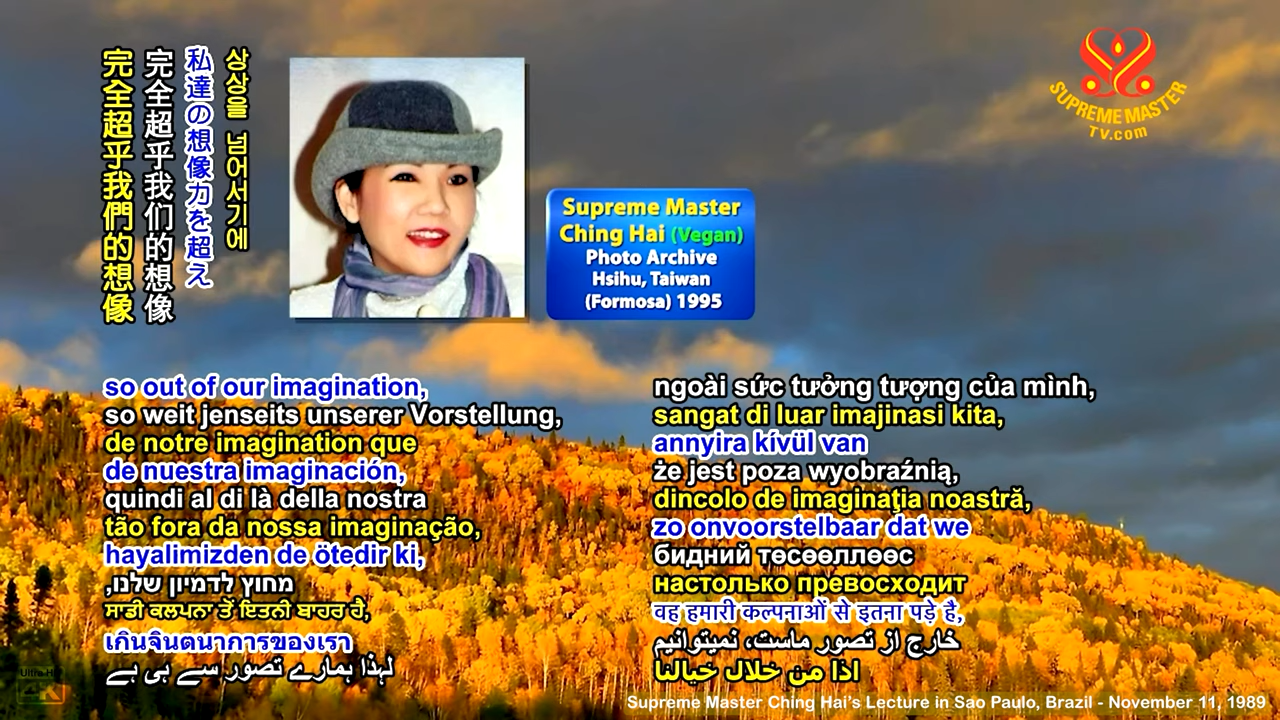 完全超乎我們的想像
完全超乎我们的想像
私達の想像力を超え
상상을 넘어서기에
SUPREME MASTER
TV.com
Supreme Master
Ching Hai (Vegan)
Photo Archive
Hsihu, Taiwan
(Formosa) 1995
so out of our imagination,
so weit jenseits unserer Vorstellung,
de notre imagination que
de nuestra imaginación,
quindi al di là della nostra
tão fora da nossa imaginação,
hayalimizden de ötedir ki,
מחוץ לדמיון שלנו,
ਸਾਡੀ ਕਲਪਨਾ ਤੋਂ ਇਤਨੀ ਬਾਹਰ ਹੈ,
เกินจินตนาการของเรา
لہذا ہمارے تصور سے ہی ہے
ngoài sức tưởng tượng của mình,
sangat di luar imajinasi kita,
annyira kívül van
że jest poza wyobraźnią,
dincolo de imaginaţia noastră,
zo onvoorstelbaar dat we
бидний төсөөллөөс
настолько превосходит
वह हमारी कल्पनाओं से इतना पड़े है,
خارج از تصور ماست، نمیتوانیم
اذا من خلال خيالنا
Supreme Master Ching Hai's Lecture in Sao Paulo, Brazil - November 11, 1989